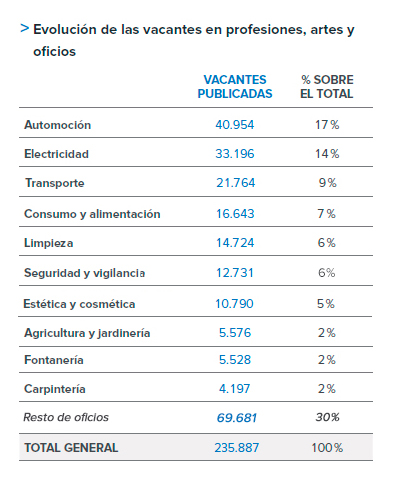 > Evolución de las vacantes en profesiones, artes y
oficios
VACANTES PUBLICADAS % SOBRE EL TOTAL
Automoción 40.954 17%
Electricidad 33.196 14%
Transporte 21.764 9%
Consumo y alimentación 16.643 7%
Limpieza 14.724 6%
Seguridad y vigilancia 12.731 6%
Estética y cosmética 10.790 5%
Agricultura y jardinería 5.576 2%
Fontanería 5.528 2%
Carpintería 4.197 2%
Resto de oficios 69.681 30%
TOTAL GENERAL 235.887 100%